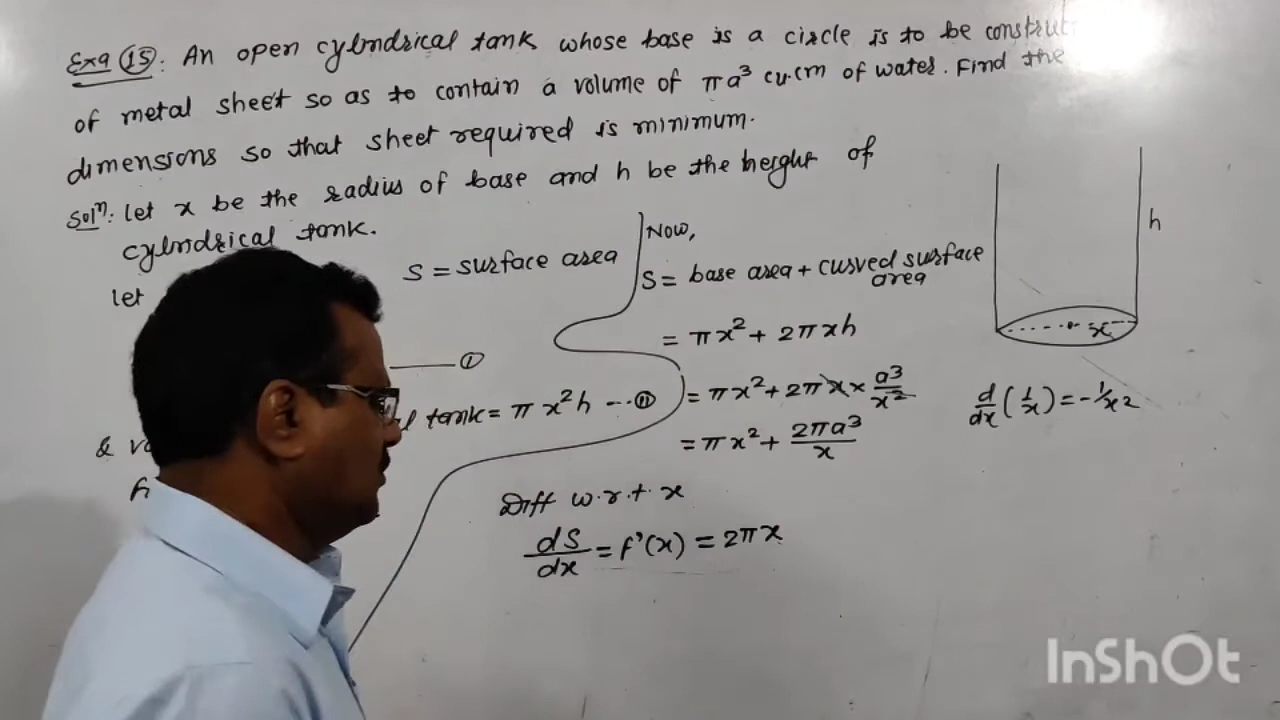 Exa 15: An open cylindrical tank whose base is a circle is to be construct
of metal sheet so as to contain a volume of πa³ cu.cm of water. Find the
dimensions so that sheet required is minimum.
Solⁿ: let x be the radius of base and h be the height of
cylindrical tank.
let
S = surface area
—— ①
tank = πx²h --- ②
& 
Now,
S = base area + curved surface
area
= πx² + 2πxh
= πx² + 2πx × a³/x²
= πx² + 2πa³/x
Diff w.r.t. x
dS/dx = f'(x) = 2πx
h
x
d/dx (1/x) = -1/x²
InShOt